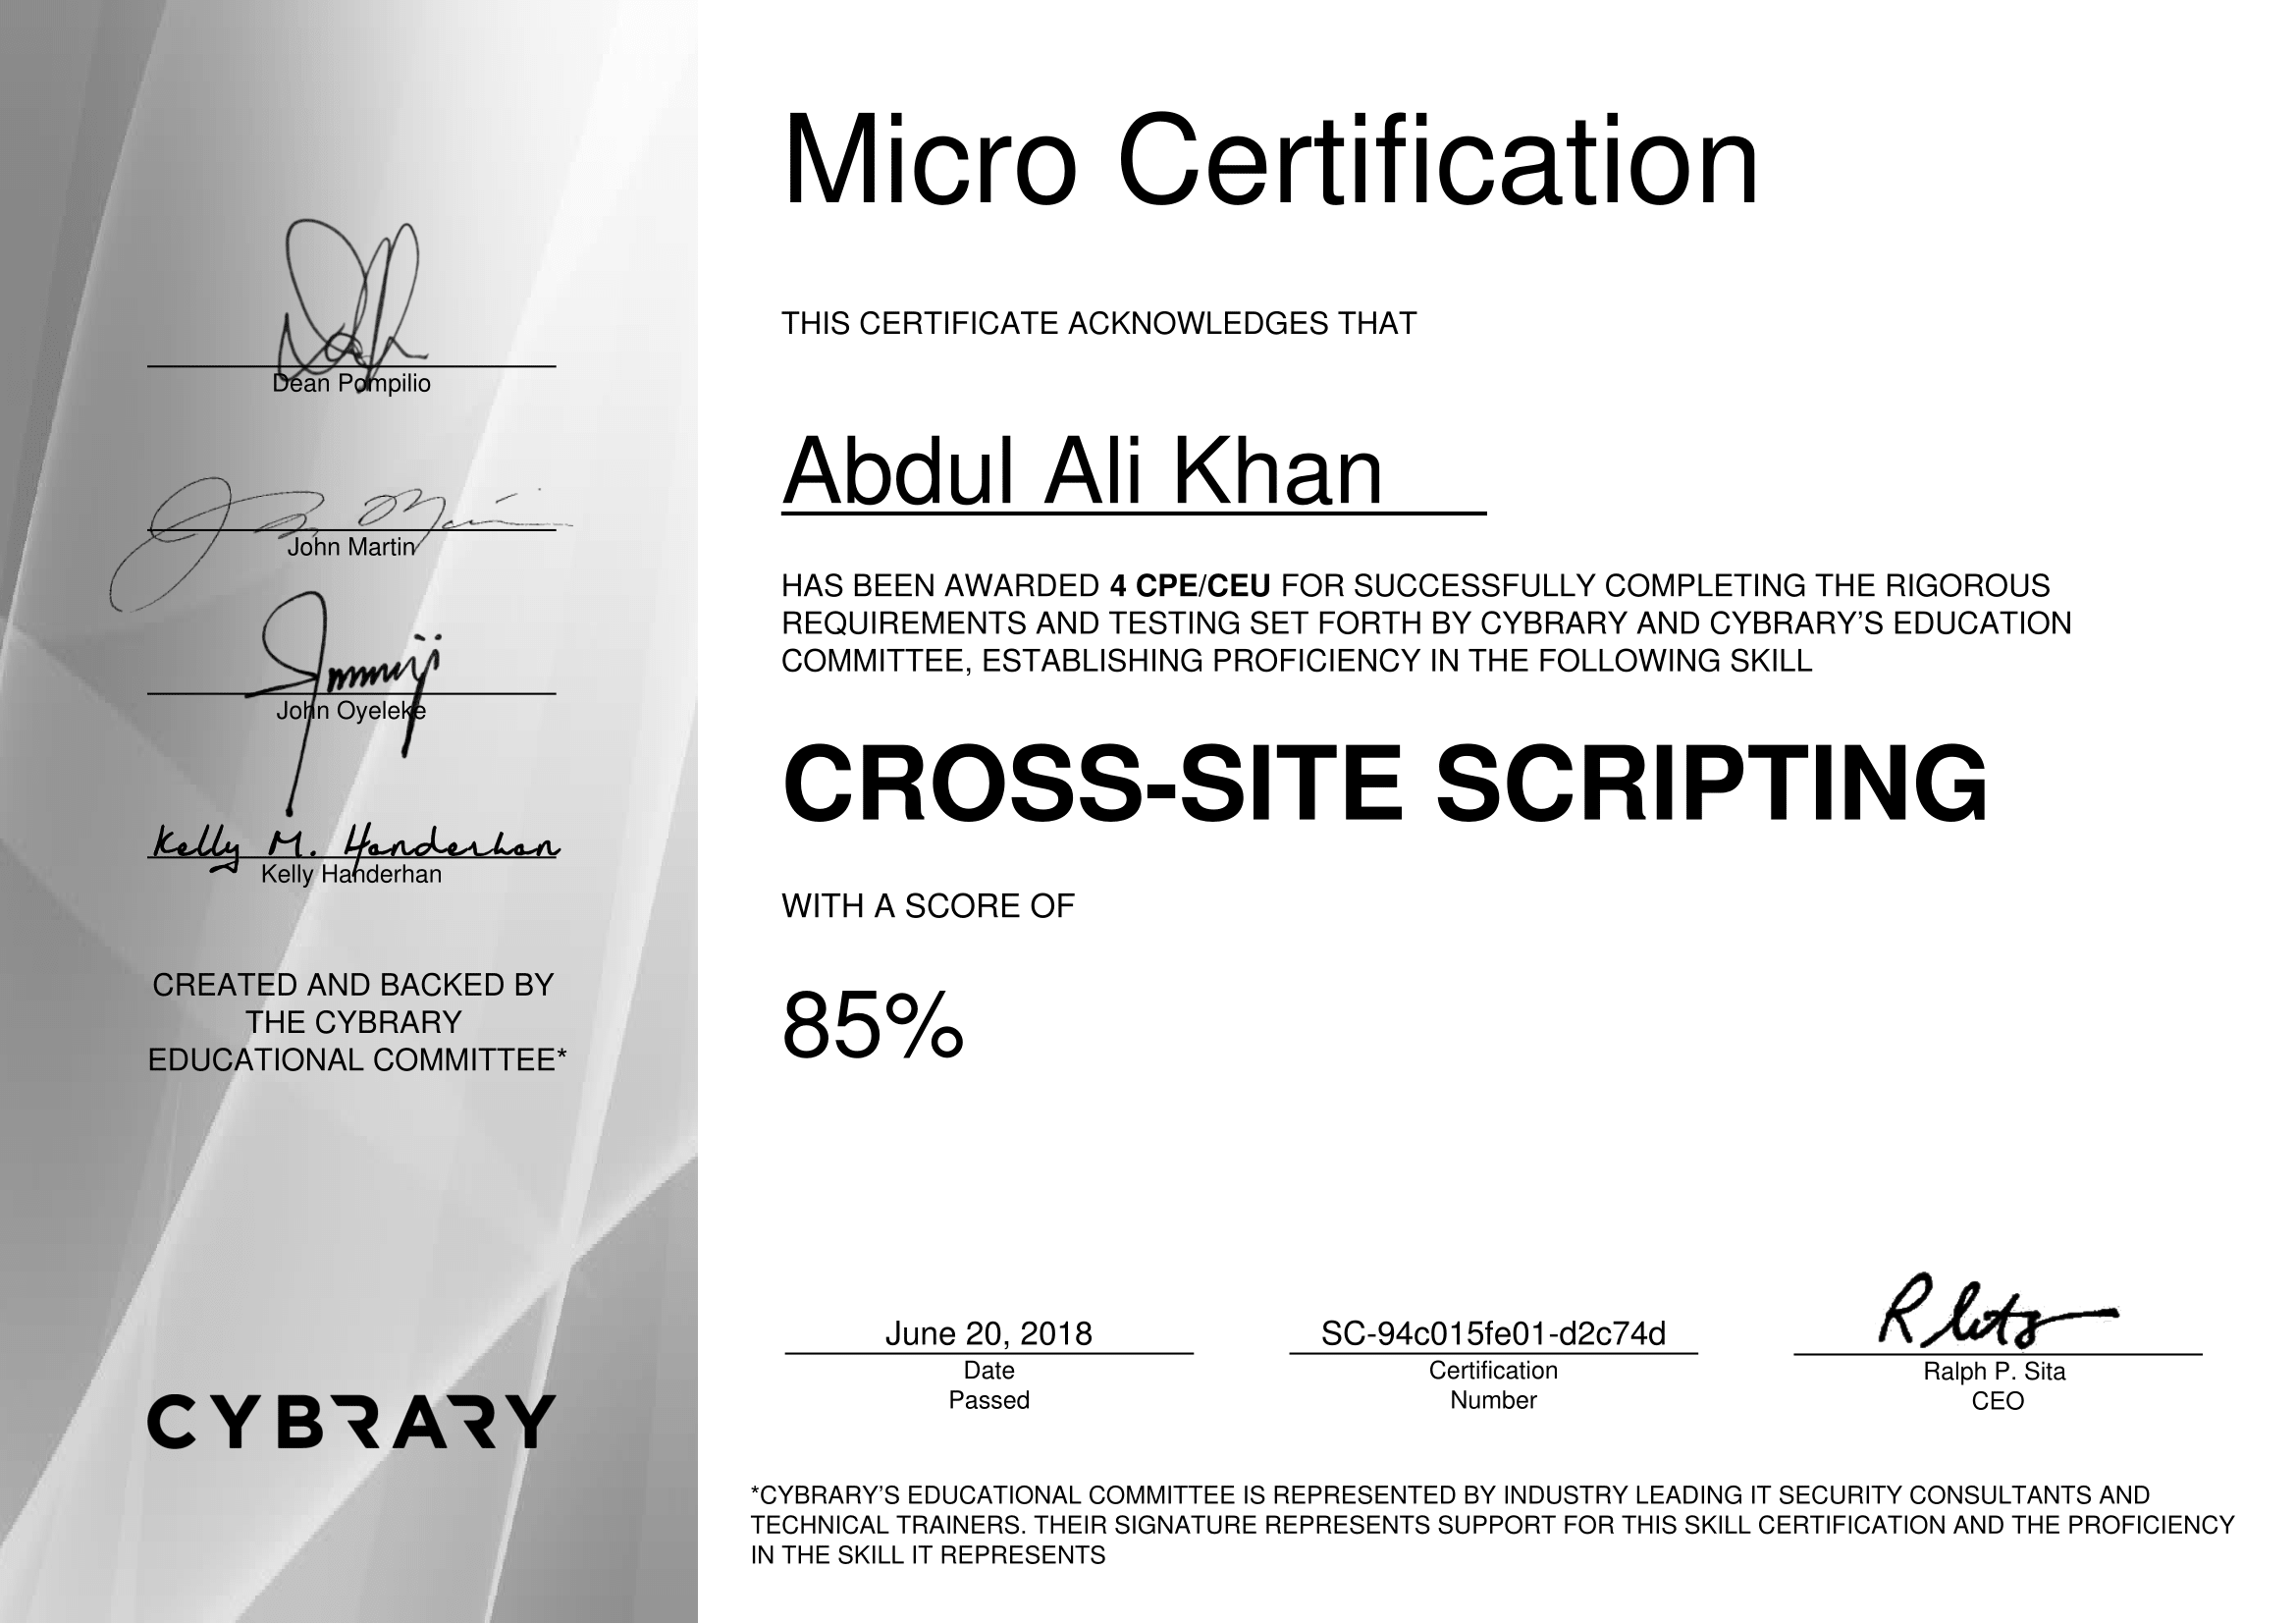 Micro Certification
THIS CERTIFICATE ACKNOWLEDGES THAT
Abdul Ali Khan
HAS BEEN AWARDED 4 CPE/CEU FOR SUCCESSFULLY COMPLETING THE RIGOROUS
REQUIREMENTS AND TESTING SET FORTH BY CYBRARY AND CYBRARY'S EDUCATION
COMMITTEE, ESTABLISHING PROFICIENCY IN THE FOLLOWING SKILL
CROSS-SITE SCRIPTING
WITH A SCORE OF
85%
June 20, 2018
Date
Passed
SC-94c015fe01-d2c74d
Certification
Number
Ralph P. Sita
CEO
*CYBRARY'S EDUCATIONAL COMMITTEE IS REPRESENTED BY INDUSTRY LEADING IT SECURITY CONSULTANTS AND
TECHNICAL TRAINERS. THEIR SIGNATURE REPRESENTS SUPPORT FOR THIS SKILL CERTIFICATION AND THE PROFICIENCY
IN THE SKILL IT REPRESENTS
Dean Pompilio
John Martin
John Oyeleke
Kelly M. Handerhan
Kelly Handerhan
CREATED AND BACKED BY
THE CYBRARY
EDUCATIONAL COMMITTEE*
CYBRARY